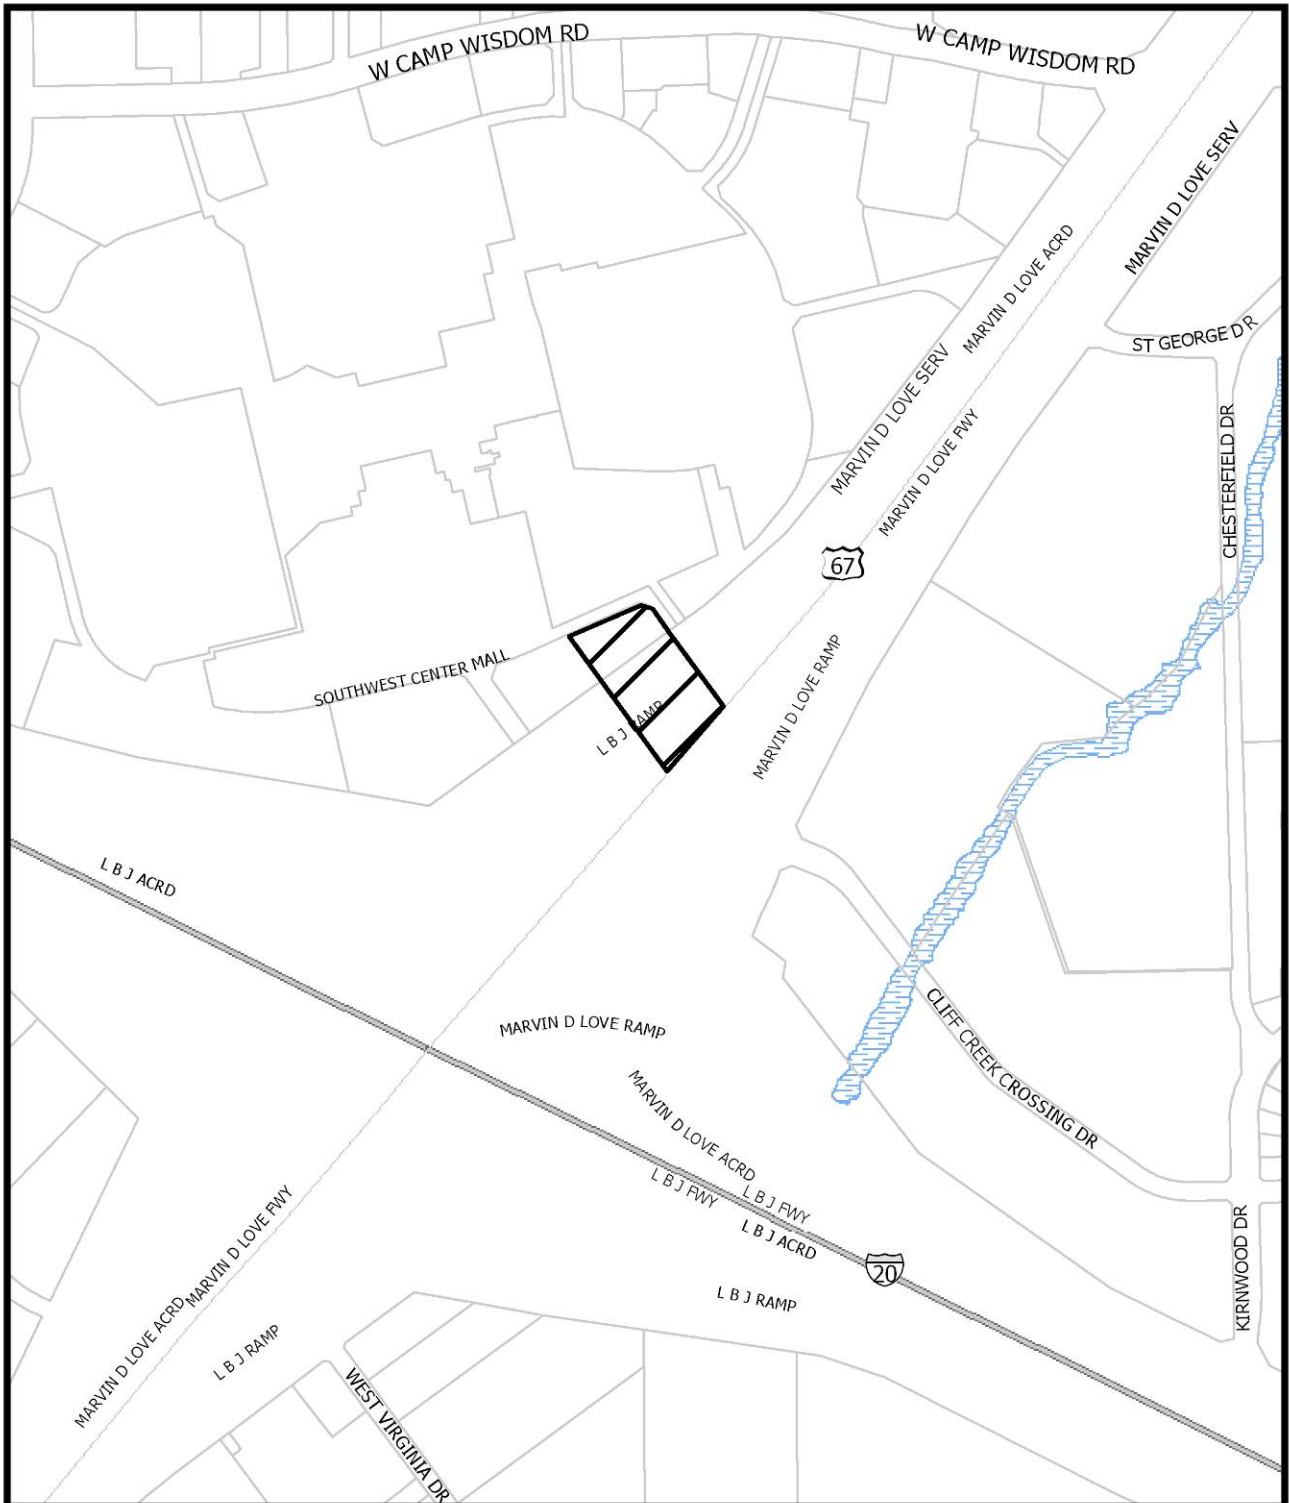 W CAMP WISDOM RD
W CAMP WISDOM RD
MARVIN D LOVE SERV
MARVIN D LOVE ACRD
ST GEORGE DR
MARVIN D LOVE SERV
CHESTERFIELD DR
MARVIN D LOVE FWY
67
SOUTHWEST CENTER MALL
MARVIN D LOVE RAMP
L B J RAMP
L B J ACRD
MARVIN D LOVE RAMP
CLIFF CREEK CROSSING DR
MARVIN D LOVE ACRD
L B J FWY
L B J FWY
L B J ACRD
MARVIN D LOVE FWY
KIRNWOOD DR
20
L B J RAMP
MARVIN D LOVE ACRD
L B J RAMP
WEST VIRGINIA DR